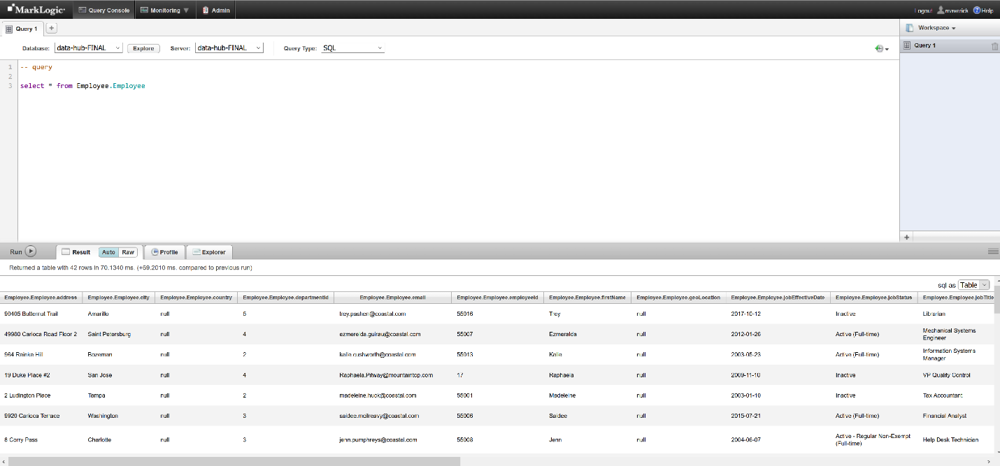 MarkLogic Query Console Monitoring Admin Logout maverick Help
Query 1 + Workspace
Database: data-hub-FINAL Explore Server: data-hub-FINAL Query Type: SQL Query 1
1 -- query
2
3 select * from Employee.Employee
+
Run Result Auto Raw Profile Explorer
Returned a table with 42 rows in 70.1340 ms. (+69.2010 ms. compared to previous run)
sql as Table
Employee.Employee.address Employee.Employee.city Employee.Employee.country Employee.Employee.departmentId Employee.Employee.email Employee.Employee.employeeId Employee.Employee.firstName Employee.Employee.geoLocation Employee.Employee.jobEffectiveDate Employee.Employee.jobStatus Employee.Employee.jobTitle
90405 Butternut Trail Amarillo null 5 trey.pashen@coastal.com 55016 Trey null 2017-10-12 Inactive Librarian
49980 Carioca Road Floor 2 Saint Petersburg null 4 ezmerelda.guirau@coastal.com 55007 Ezmeralda null 2012-01-26 Active (Full-time) Mechanical Systems
Engineer
964 Reinke Hill Bozeman null 2 kalle.cushworth@coastal.com 55013 Kalle null 2003-05-23 Active (Full-time) Information Systems
Manager
19 Duke Place #2 San Jose null 4 Raphaela.Pitway@mountaintop.com 17 Raphaela null 2009-11-10 Inactive VP Quality Control
2 Ludington Place Tampa null 2 madeleine.huck@coastal.com 55001 Madeleine null 2003-01-10 Inactive Tax Accountant
9920 Carioca Terrace Washington null 3 saidee.mcilreavy@coastal.com 55006 Saidee null 2015-07-21 Active (Full-time) Financial Analyst
8 Corry Pass Charlotte null 3 jenn.pumphreys@coastal.com 55008 Jenn null 2004-06-07 Active - Regular Non-Exempt
(Full-time) Help Desk Technician